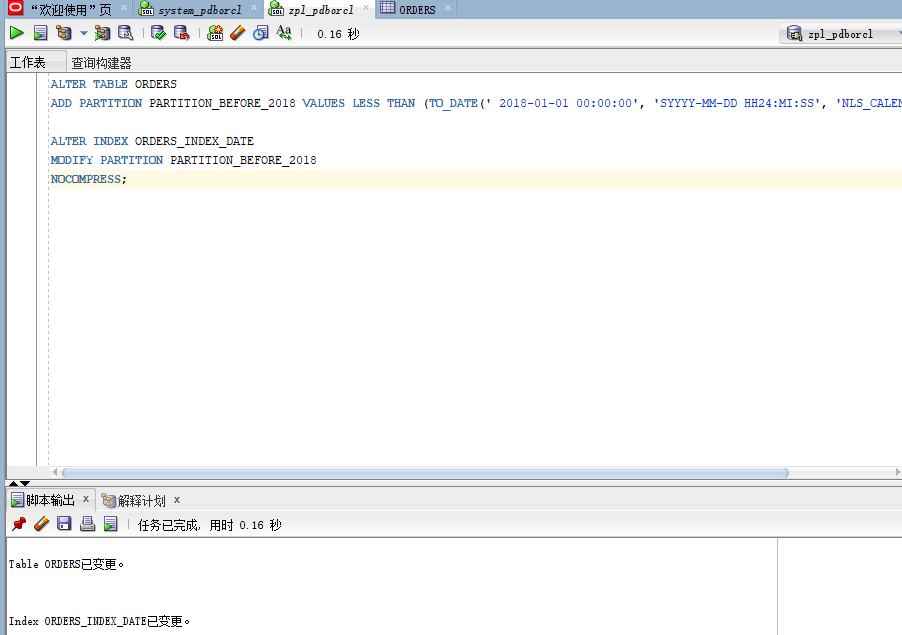 “欢迎使用”页 system_pdborcl zpl_pdborcl ORDERS
0.16 秒 zpl_pdborcl
工作表 查询构建器
ALTER TABLE ORDERS
ADD PARTITION PARTITION_BEFORE_2018 VALUES LESS THAN (TO_DATE(' 2018-01-01 00:00:00', 'SYYYY-MM-DD HH24:MI:SS', 'NLS_CALEN
ALTER INDEX ORDERS_INDEX_DATE
MODIFY PARTITION PARTITION_BEFORE_2018
NOCOMPRESS;
脚本输出 x 解释计划 x
任务已完成, 用时 0.16 秒
Table ORDERS已变更。
Index ORDERS_INDEX_DATE已变更。